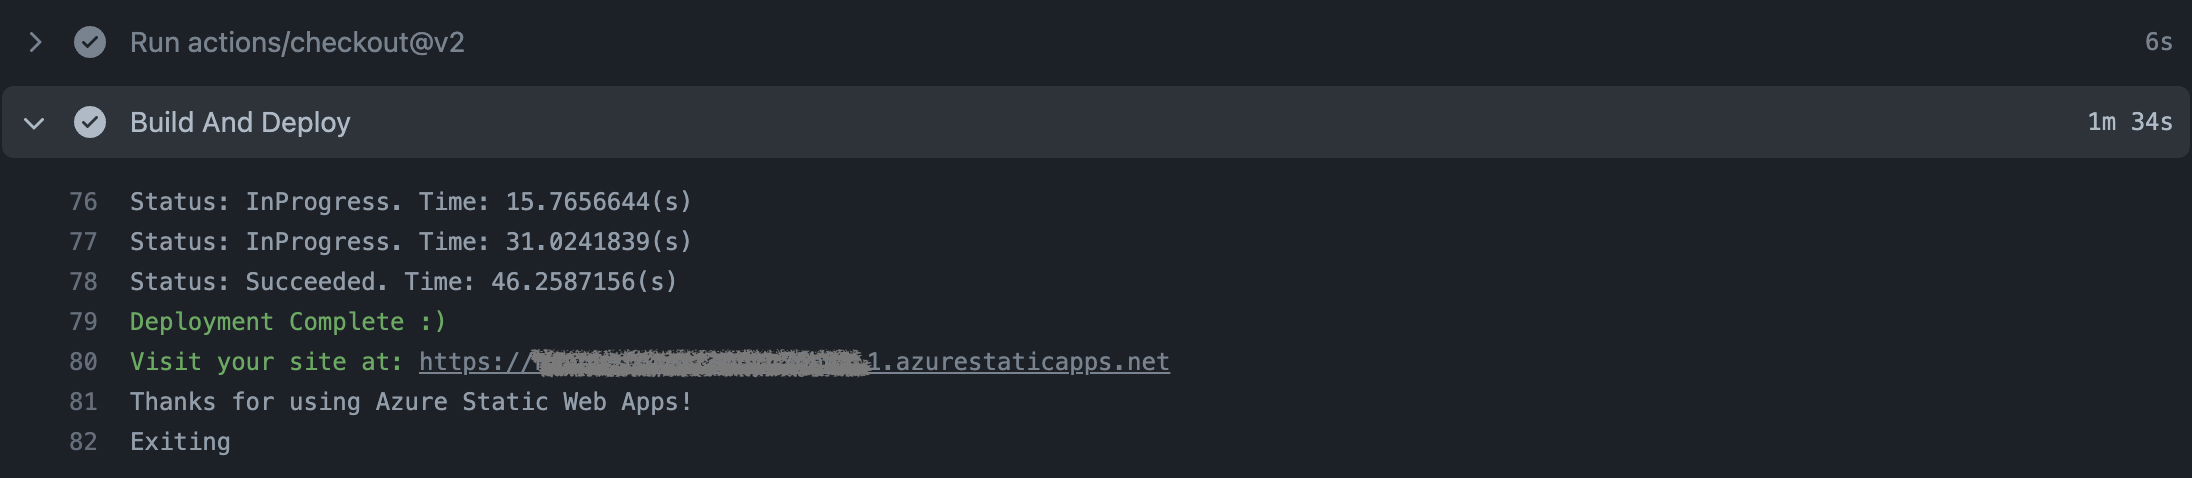 Run actions/checkout@v2 6s
Build And Deploy 1m 34s
76 Status: InProgress. Time: 15.7656644(s)
77 Status: InProgress. Time: 31.0241839(s)
78 Status: Succeeded. Time: 46.2587156(s)
79 Deployment Complete :)
80 Visit your site at: https:// 1.azurestaticapps.net
81 Thanks for using Azure Static Web Apps!
82 Exiting